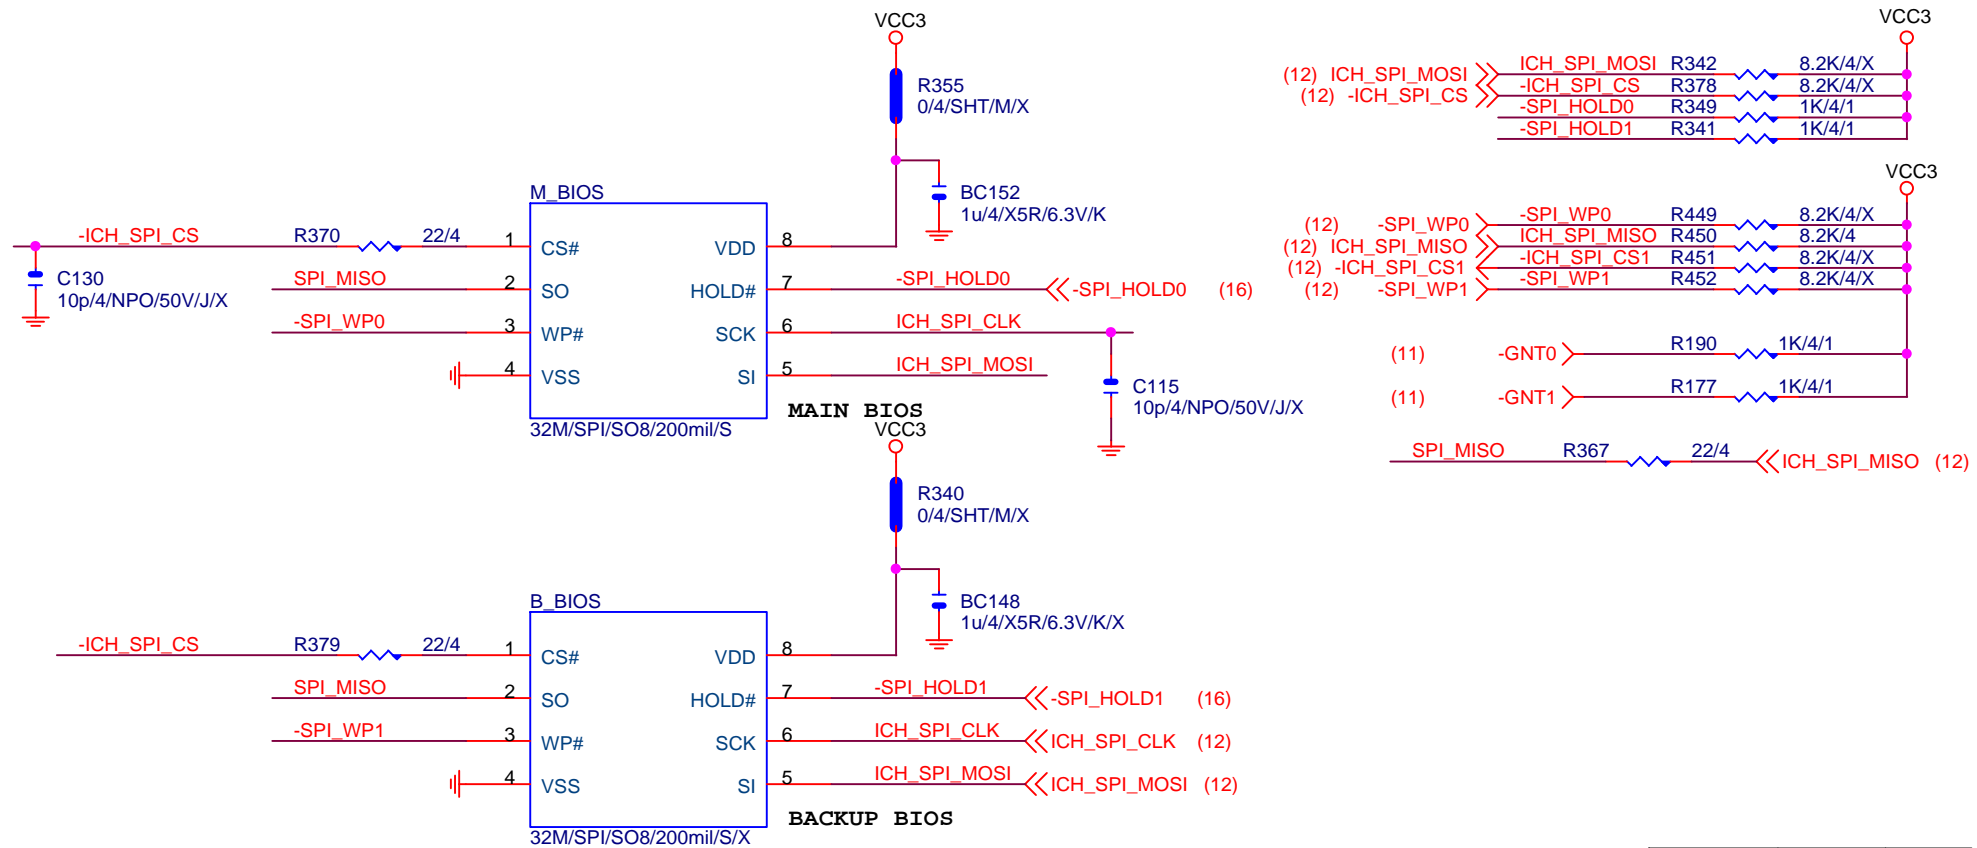 VCC3
R355
0/4/SHT/M/X
BC152
1u/4/X5R/6.3V/K
M_BIOS
-ICH_SPI_CS R370 22/4 1 CS# VDD 8
C130
10p/4/NPO/50V/J/X
SPI_MISO 2 SO HOLD# 7 -SPI_HOLD0 -SPI_HOLD0 (16)
-SPI_WP0 3 WP# SCK 6 ICH_SPI_CLK
4 VSS SI 5 ICH_SPI_MOSI
C115
10p/4/NPO/50V/J/X
MAIN BIOS
32M/SPI/SO8/200mil/S
VCC3
R340
0/4/SHT/M/X
BC148
1u/4/X5R/6.3V/K/X
B_BIOS
-ICH_SPI_CS R379 22/4 1 CS# VDD 8
SPI_MISO 2 SO HOLD# 7 -SPI_HOLD1 -SPI_HOLD1 (16)
-SPI_WP1 3 WP# SCK 6 ICH_SPI_CLK ICH_SPI_CLK (12)
4 VSS SI 5 ICH_SPI_MOSI ICH_SPI_MOSI (12)
BACKUP BIOS
32M/SPI/SO8/200mil/S/X
VCC3
(12) ICH_SPI_MOSI ICH_SPI_MOSI R342 8.2K/4/X
(12) -ICH_SPI_CS -ICH_SPI_CS R378 8.2K/4/X
-SPI_HOLD0 R349 1K/4/1
-SPI_HOLD1 R341 1K/4/1
VCC3
(12) -SPI_WP0 -SPI_WP0 R449 8.2K/4/X
(12) ICH_SPI_MISO ICH_SPI_MISO R450 8.2K/4
(12) -ICH_SPI_CS1 -ICH_SPI_CS1 R451 8.2K/4/X
(12) -SPI_WP1 -SPI_WP1 R452 8.2K/4/X
(11) -GNT0 R190 1K/4/1
(11) -GNT1 R177 1K/4/1
SPI_MISO R367 22/4 ICH_SPI_MISO (12)